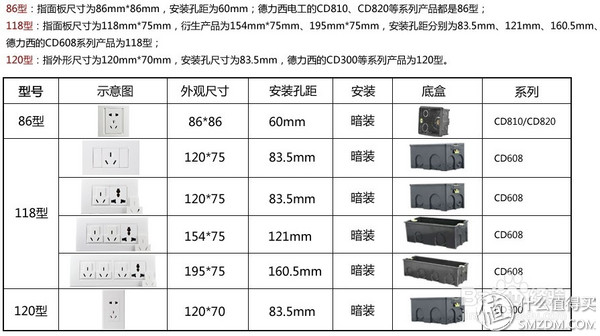 86型：指面板尺寸为86mm*86mm，安装孔距为60mm；德力西电工的CD810、CD820等系列产品都是86型；
118型：指面板尺寸为118mm*75mm，衍生产品为154mm*75mm、195mm*75mm，安装孔距分别为83.5mm、121mm、160.5mm、
德力西的CD608系列产品为118型；
120型：指外形尺寸为120mm*70mm，安装孔尺寸为83.5mm，德力西的CD300等系列产品为120型。
型号 示意图 外观尺寸 安装孔距 安装 底盒 系列
86型 86*86 60mm 暗装 CD810/CD820
120*75 83.5mm 暗装 CD608
118型 120*75 83.5mm 暗装 CD608
154*75 121mm 暗装 CD608
195*75 160.5mm 暗装 CD608
120型 120*70 83.5mm 暗装 CD300
值 什么值得买
SMZDM.COM